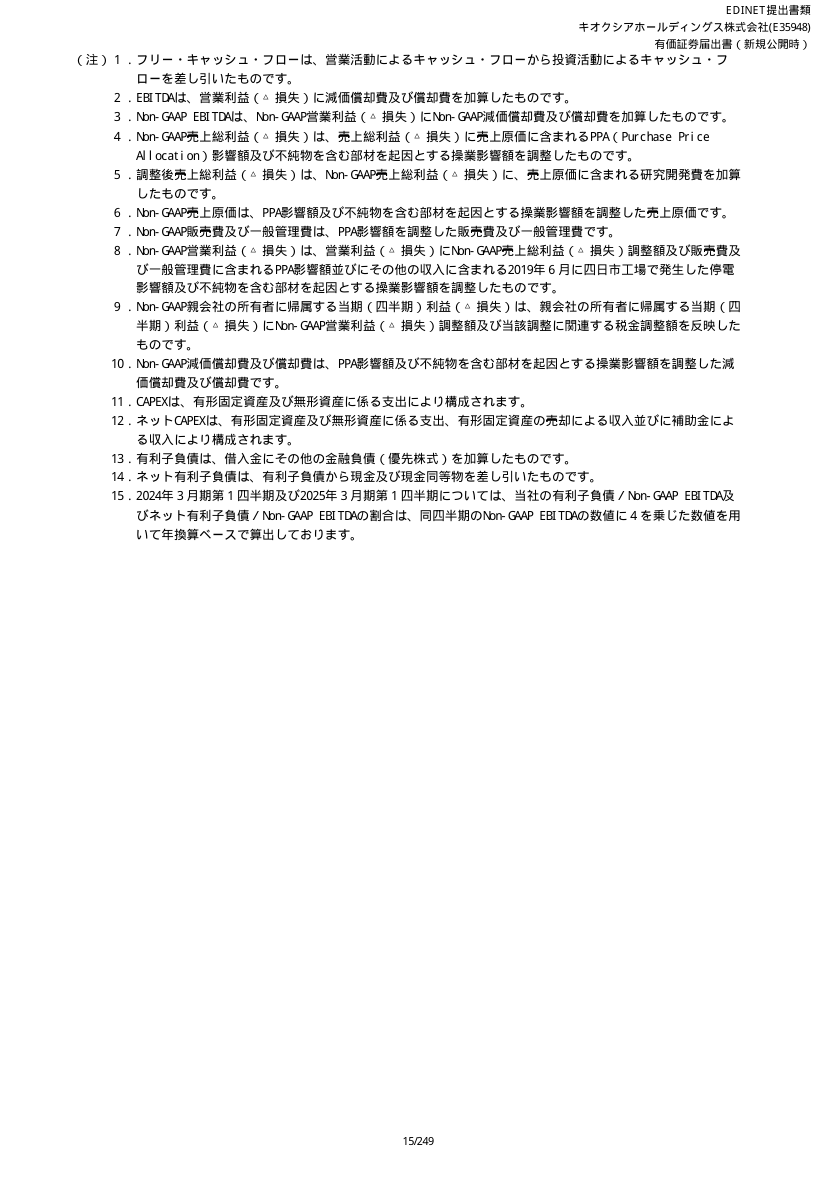 EDINET提出書類
キオクシアホールディングス株式会社(E35948)
有価証券届出書（新規公開時）
（注）１．フリー・キャッシュ・フローは、営業活動によるキャッシュ・フローから投資活動によるキャッシュ・フ
ローを差し引いたものです。
２．EBITDAは、営業利益（△損失）に減価償却費及び償却費を加算したものです。
３．Non-GAAP EBITDAは、Non-GAAP営業利益（△損失）にNon-GAAP減価償却費及び償却費を加算したものです。
４．Non-GAAP売上総利益（△損失）は、売上総利益（△損失）に売上原価に含まれるPPA（Purchase Price
Allocation）影響額及び不純物を含む部材を起因とする操業影響額を調整したものです。
５．調整後売上総利益（△損失）は、Non-GAAP売上総利益（△損失）に、売上原価に含まれる研究開発費を加算
したものです。
６．Non-GAAP売上原価は、PPA影響額及び不純物を含む部材を起因とする操業影響額を調整した売上原価です。
７．Non-GAAP販売費及び一般管理費は、PPA影響額を調整した販売費及び一般管理費です。
８．Non-GAAP営業利益（△損失）は、営業利益（△損失）にNon-GAAP売上総利益（△損失）調整額及び販売費及
び一般管理費に含まれるPPA影響額並びにその他の収入に含まれる2019年６月に四日市工場で発生した停電
影響額及び不純物を含む部材を起因とする操業影響額を調整したものです。
９．Non-GAAP親会社の所有者に帰属する当期（四半期）利益（△損失）は、親会社の所有者に帰属する当期（四
半期）利益（△損失）にNon-GAAP営業利益（△損失）調整額及び当該調整に関連する税金調整額を反映した
ものです。
10．Non-GAAP減価償却費及び償却費は、PPA影響額及び不純物を含む部材を起因とする操業影響額を調整した減
価償却費及び償却費です。
11．CAPEXは、有形固定資産及び無形資産に係る支出により構成されます。
12．ネットCAPEXは、有形固定資産及び無形資産に係る支出、有形固定資産の売却による収入並びに補助金によ
る収入により構成されます。
13．有利子負債は、借入金にその他の金融負債（優先株式）を加算したものです。
14．ネット有利子負債は、有利子負債から現金及び現金同等物を差し引いたものです。
15．2024年３月期第１四半期及び2025年３月期第１四半期については、当社の有利子負債／Non-GAAP EBITDA及
びネット有利子負債／Non-GAAP EBITDAの割合は、同四半期のNon-GAAP EBITDAの数値に４を乗じた数値を用
いて年換算ベースで算出しております。
15/249